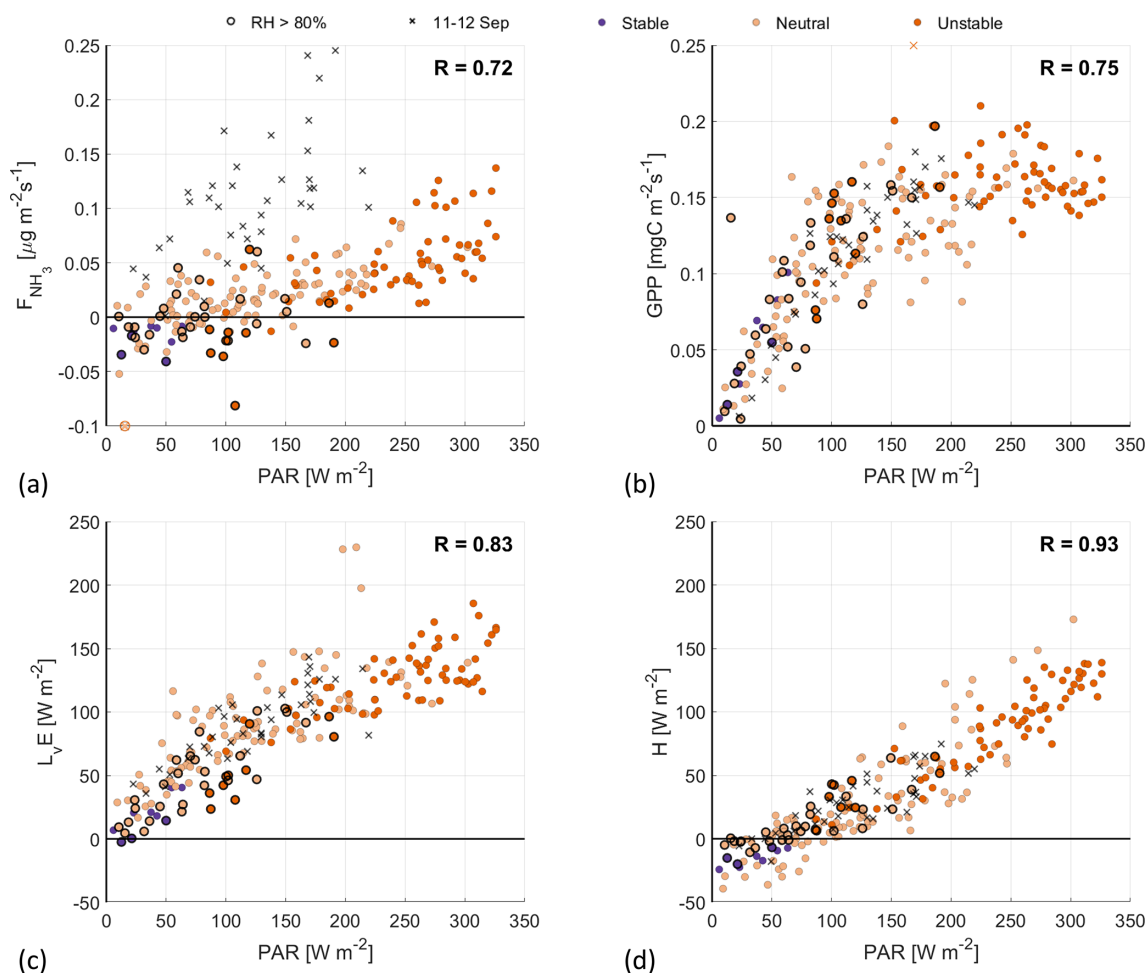 RH > 80% 11-12 Sep Stable Neutral Unstable
0.25
0.2
0.15
0.1
0.05
0
-0.05
-0.1
F_NH3 [μg m-2s-1]
R = 0.72
0 50 100 150 200 250 300 350
PAR [W m-2]
(a)
0.25
0.2
0.15
0.1
0.05
0
GPP [mgC m-2s-1]
R = 0.75
0 50 100 150 200 250 300 350
PAR [W m-2]
(b)
250
200
150
100
50
0
-50
LvE [W m-2]
R = 0.83
0 50 100 150 200 250 300 350
PAR [W m-2]
(c)
250
200
150
100
50
0
-50
H [W m-2]
R = 0.93
0 50 100 150 200 250 300 350
PAR [W m-2]
(d)